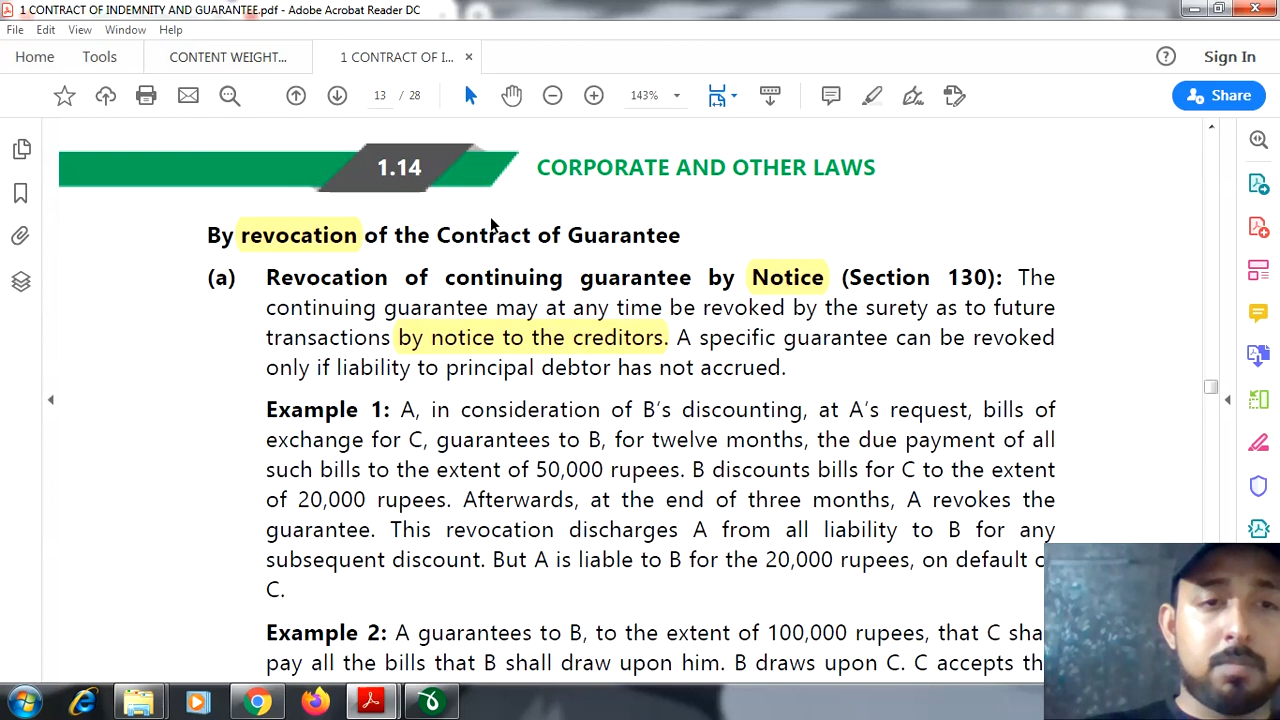 1 CONTRACT OF INDEMNITY AND GUARANTEE.pdf - Adobe Acrobat Reader DC
File Edit View Window Help
Home Tools CONTENT WEIGHT... 1 CONTRACT OF I... × Sign In
13 / 28 143% Share
1.14 CORPORATE AND OTHER LAWS
By revocation of the Contract of Guarantee
(a) Revocation of continuing guarantee by Notice (Section 130): The
continuing guarantee may at any time be revoked by the surety as to future
transactions by notice to the creditors. A specific guarantee can be revoked
only if liability to principal debtor has not accrued.
Example 1: A, in consideration of B's discounting, at A's request, bills of
exchange for C, guarantees to B, for twelve months, the due payment of all
such bills to the extent of 50,000 rupees. B discounts bills for C to the extent
of 20,000 rupees. Afterwards, at the end of three months, A revokes the
guarantee. This revocation discharges A from all liability to B for any
subsequent discount. But A is liable to B for the 20,000 rupees, on default
C.
Example 2: A guarantees to B, to the extent of 100,000 rupees, that C
pay all the bills that B shall draw upon him. B draws upon C. C accepts